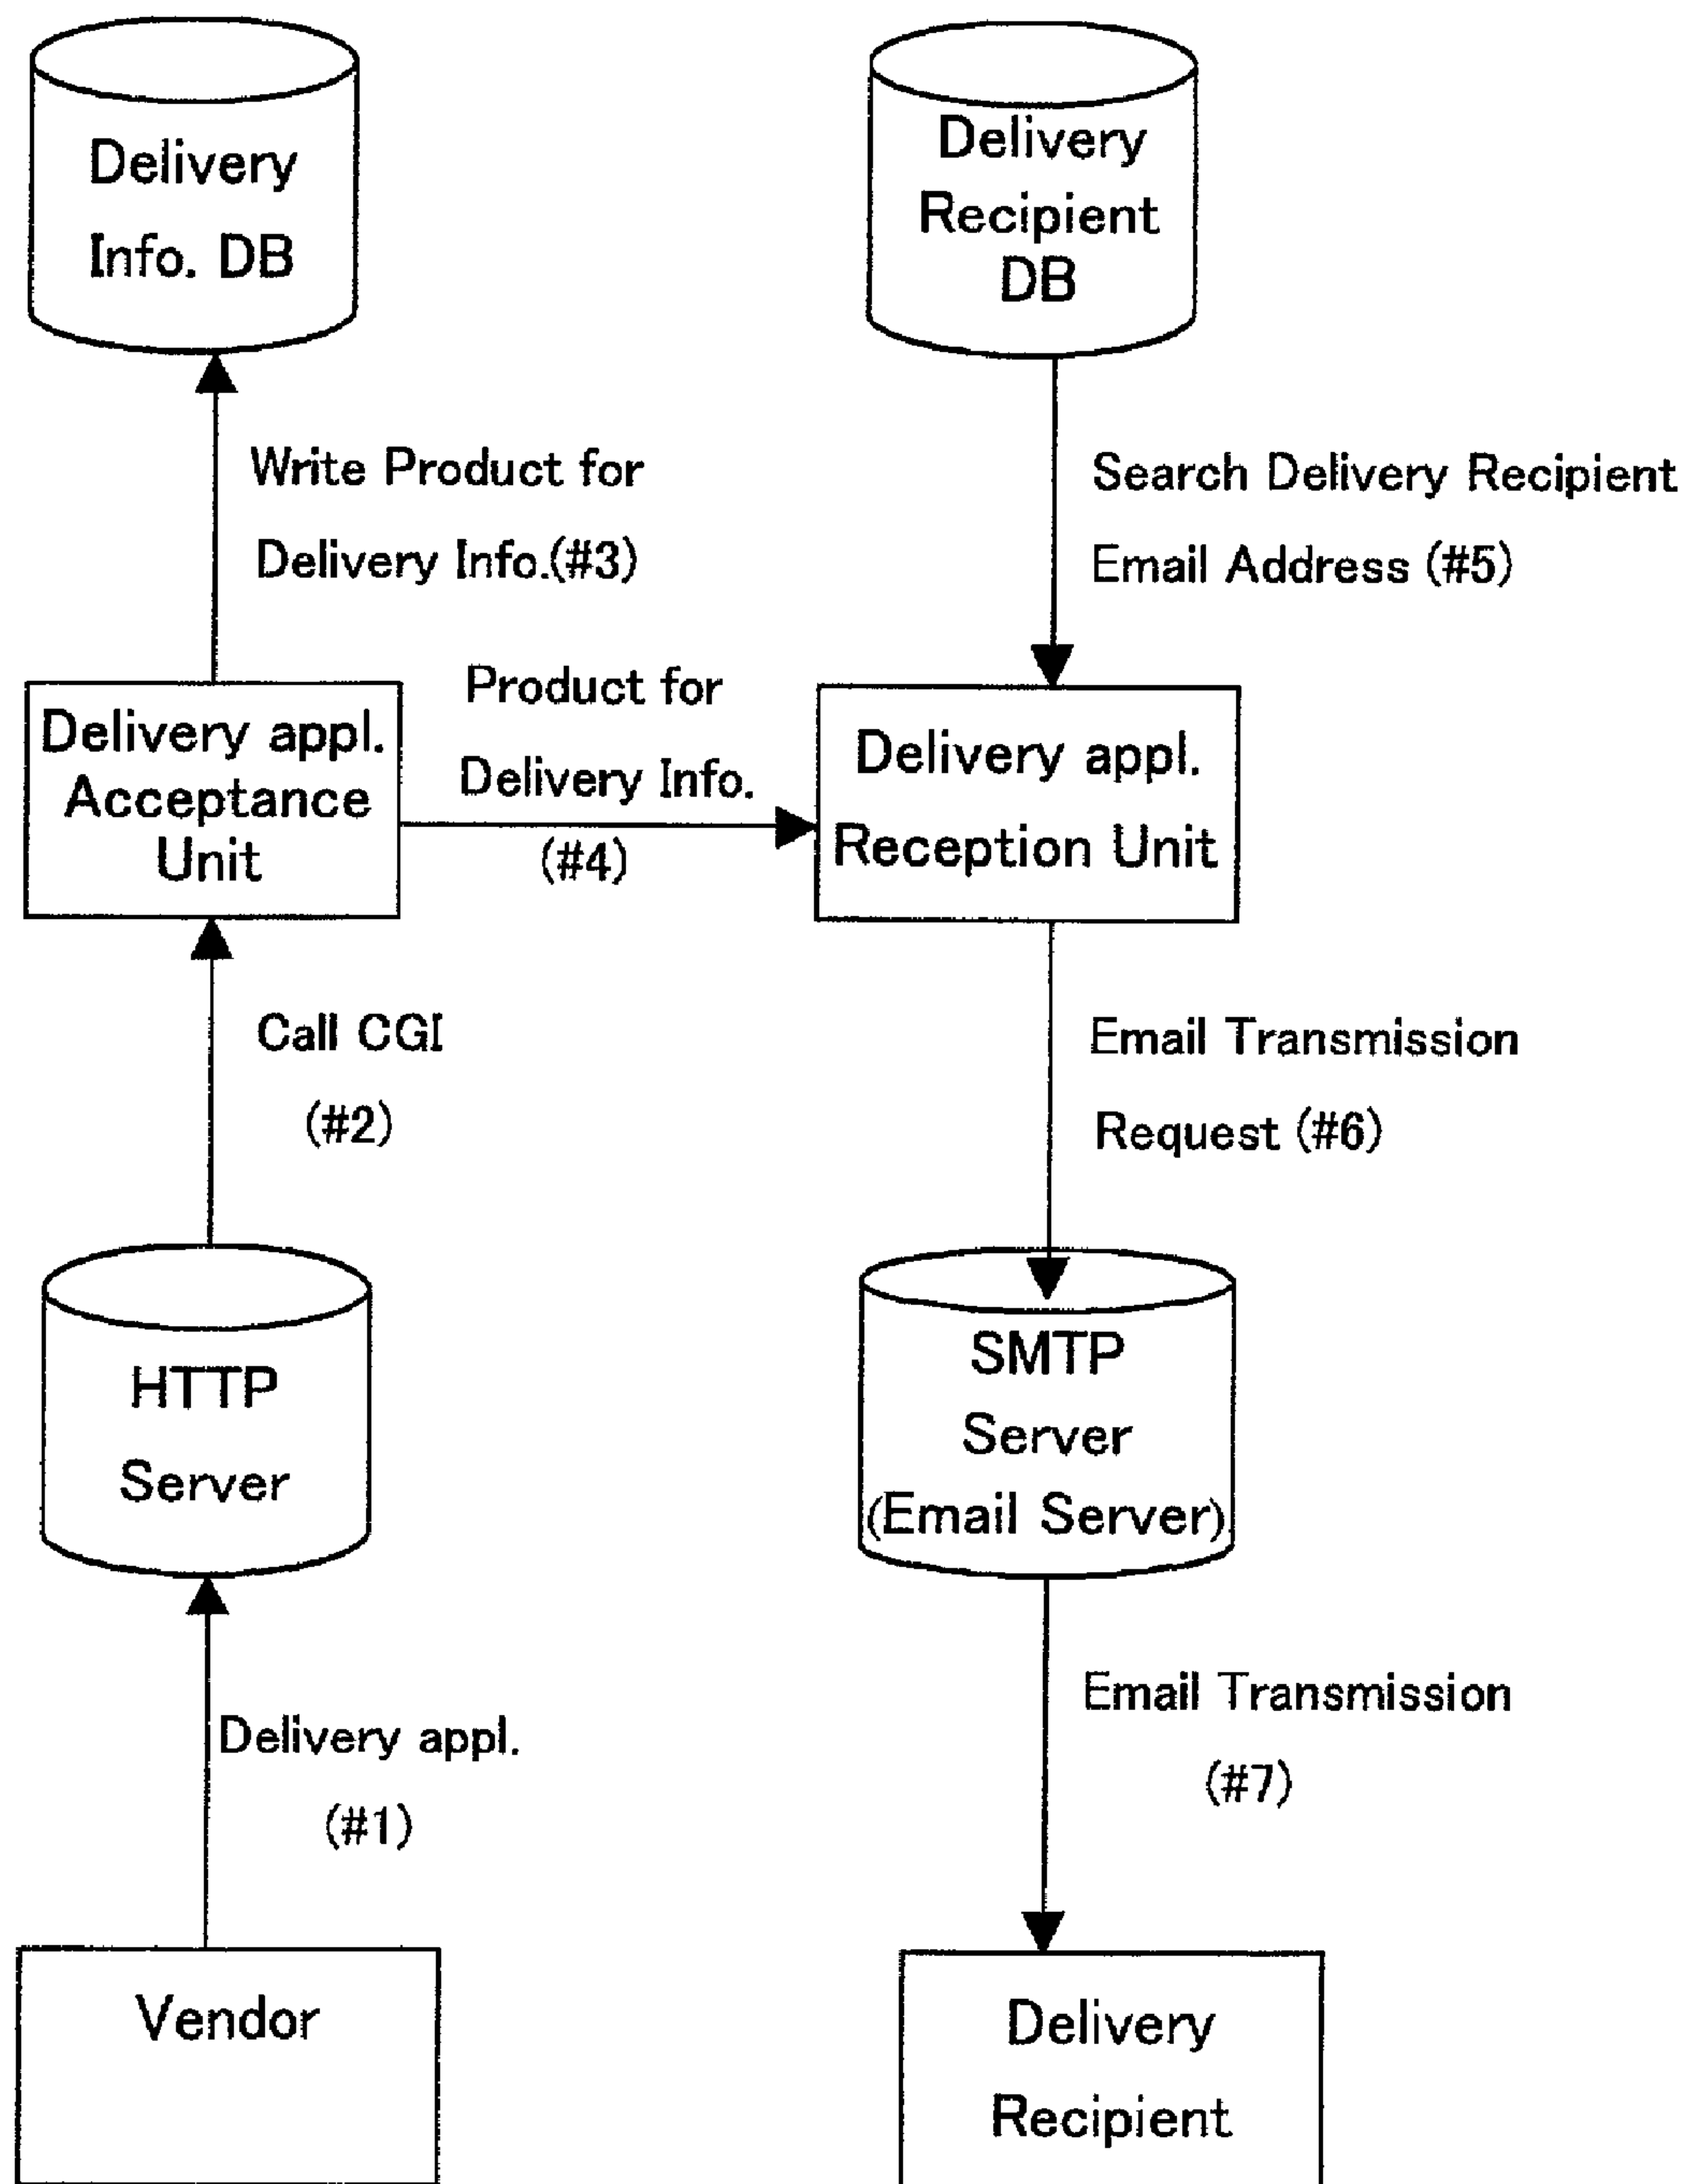 Delivery
Info. DB
Delivery
Recipient
DB
Write Product for
Delivery Info.(#3)
Search Delivery Recipient
Email Address (#5)
Delivery appl.
Acceptance
Unit
Product for
Delivery Info.
(#4)
Delivery appl.
Reception Unit
Call CGI
(#2)
Email Transmission
Request (#6)
HTTP
Server
SMTP
Server
(Email Server)
Delivery appl.
(#1)
Email Transmission
(#7)
Vendor
Delivery
Recipient